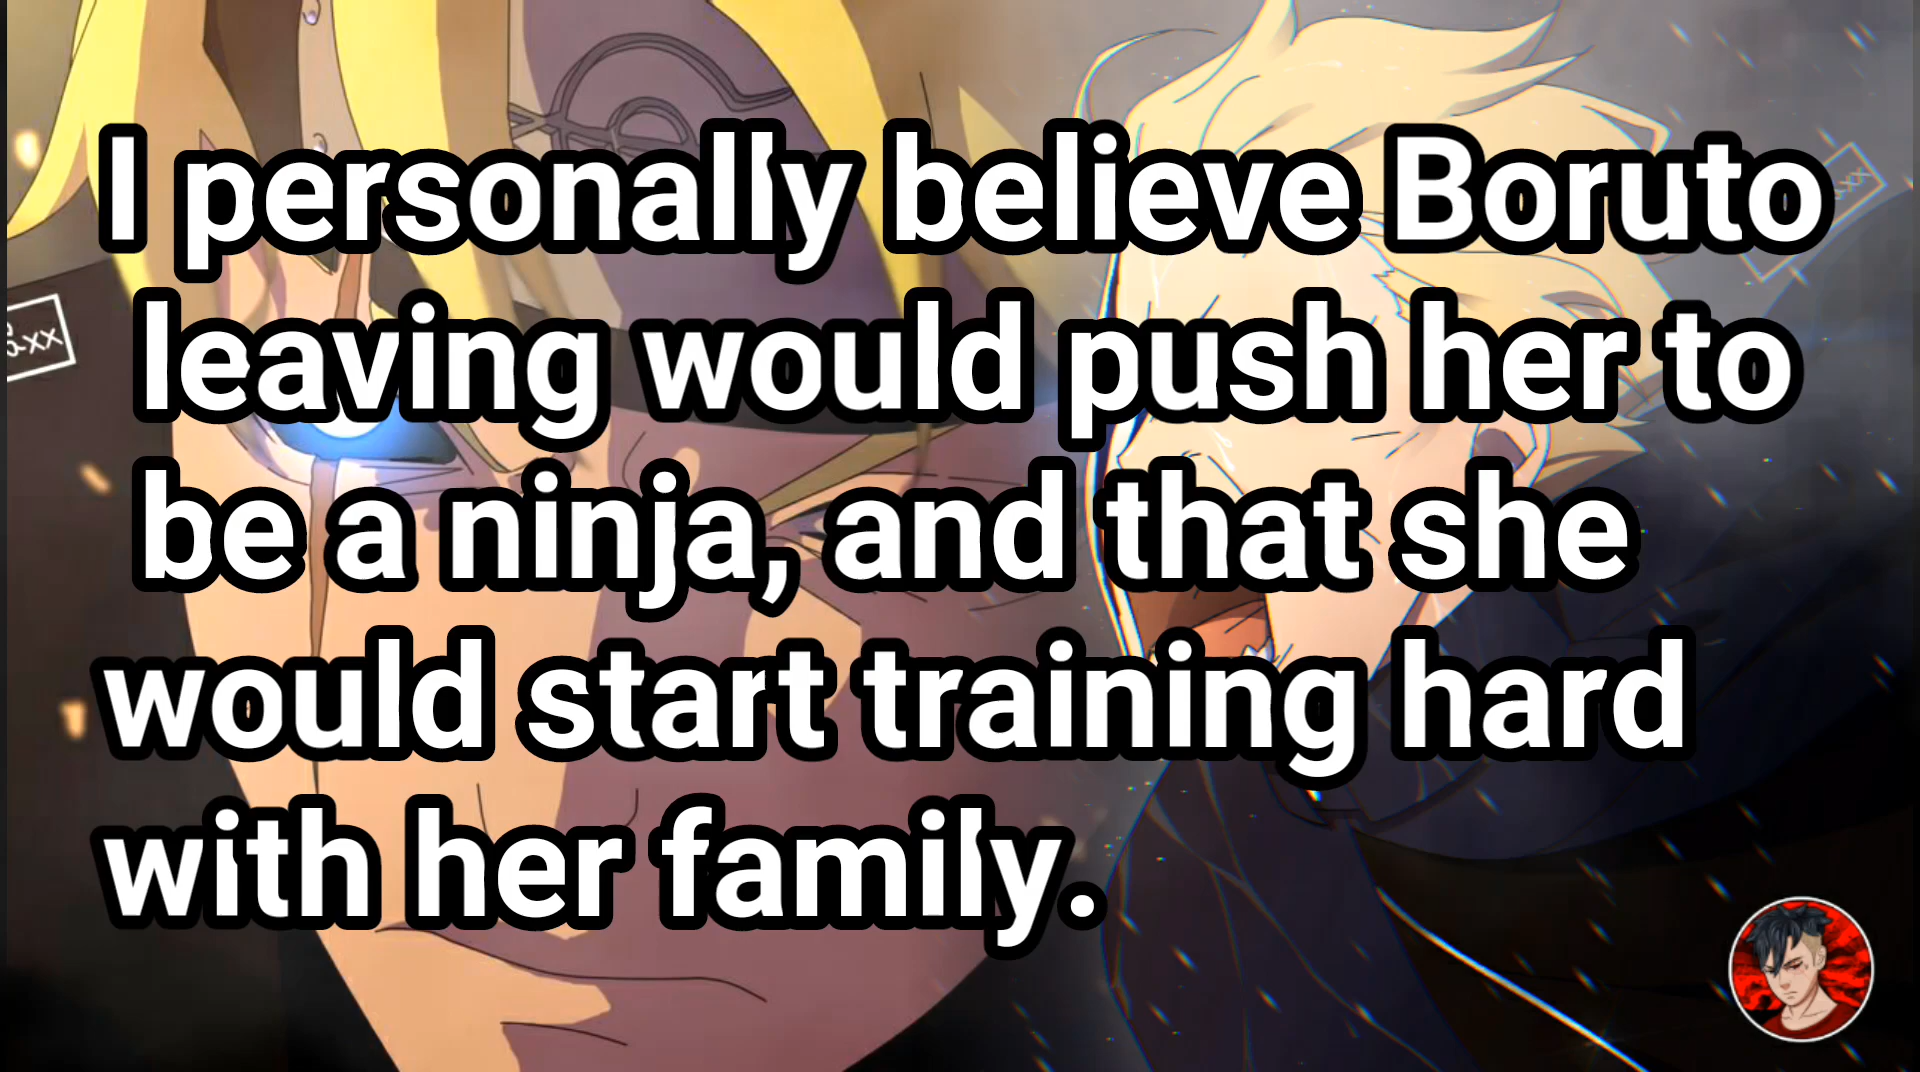 I personally believe Boruto
leaving would push her to
be a ninja, and that she
would start training hard
with her family.